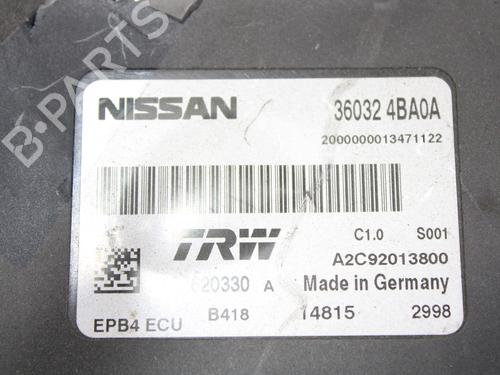 B-PARTS
NISSAN 36032 4BA0A
2000000013471122
TRW C1.0 S001
A2C92013800
620330 A Made in Germany
EPB4 ECU B418 14815 2998